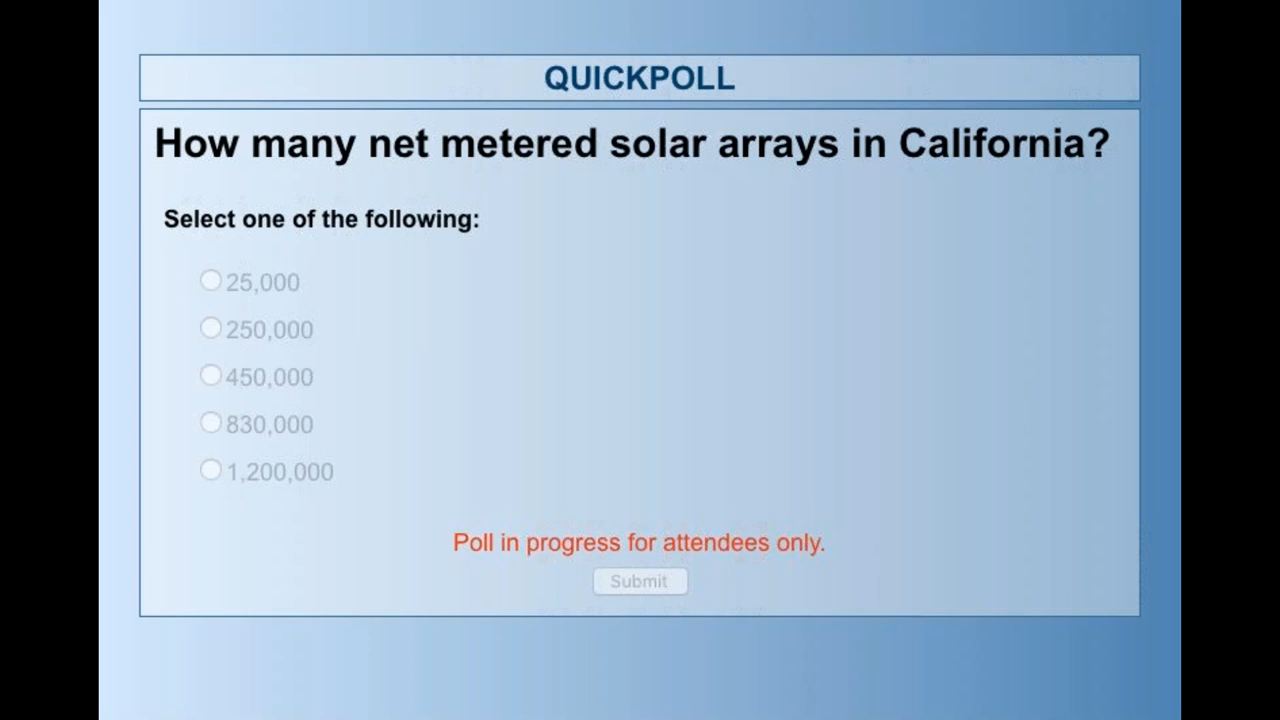 QUICKPOLL
How many net metered solar arrays in California?
Select one of the following:
25,000
250,000
450,000
830,000
1,200,000
Poll in progress for attendees only.
Submit